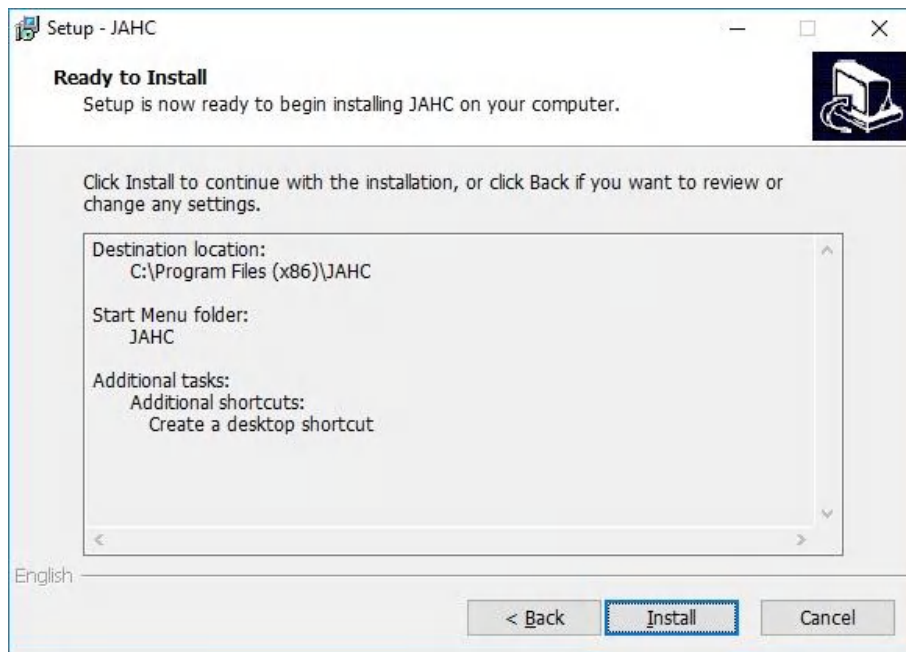 Setup - JAHC
Ready to Install
Setup is now ready to begin installing JAHC on your computer.
Click Install to continue with the installation, or click Back if you want to review or
change any settings.
Destination location:
C:\Program Files (x86)\JAHC
Start Menu folder:
JAHC
Additional tasks:
Additional shortcuts:
Create a desktop shortcut
English
< Back
Install
Cancel